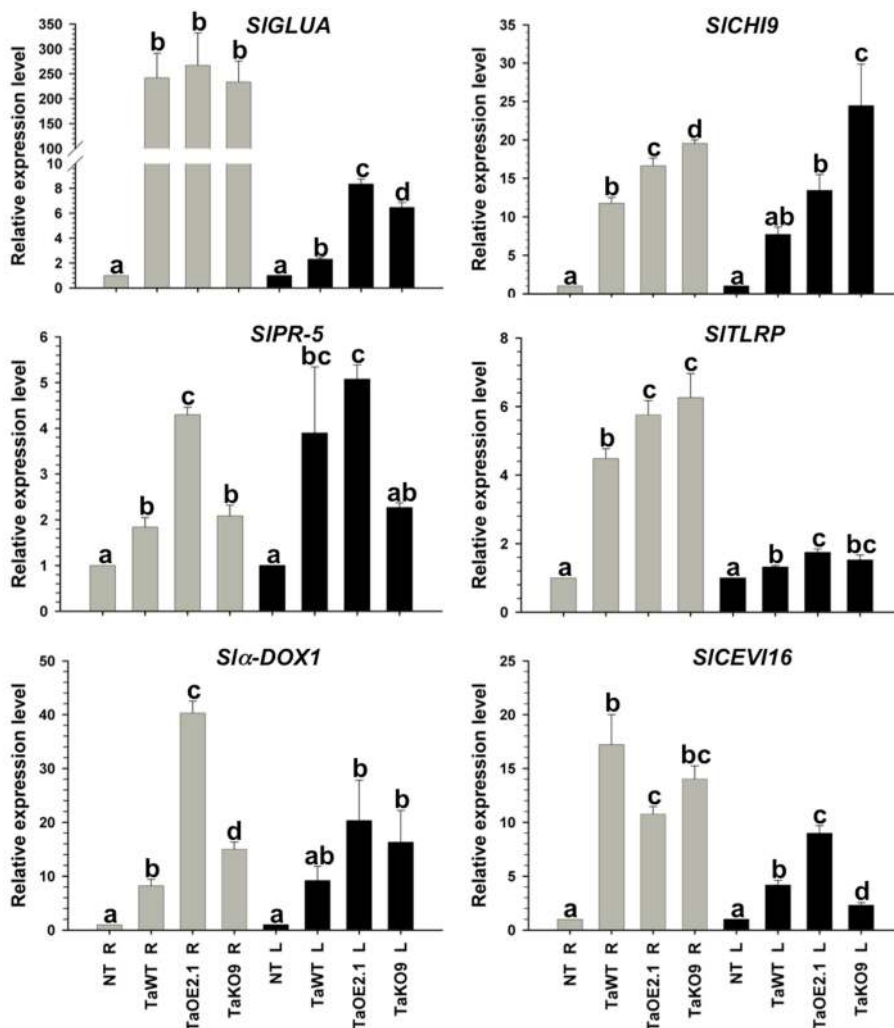 SlGLUA
Relative expression level
350
300
250
200
150
100
10
8
6
4
2
0
a b b b a b c d
SlCHI9
Relative expression level
35
30
25
20
15
10
5
0
a b c d a ab b c
SlPR-5
Relative expression level
6
5
4
3
2
1
0
a b c b a bc c ab
SlTLRP
Relative expression level
8
6
4
2
0
a b c c a b c bc
Slα-DOX1
Relative expression level
50
40
30
20
10
0
a b c d a ab b b
NT R
TaWT R
TaOE2.1 R
TaKO9 R
NT L
TaWT L
TaOE2.1 L
TaKO9 L
SlCEVI16
Relative expression level
25
20
15
10
5
0
a b c bc a b c d
NT R
TaWT R
TaOE2.1 R
TaKO9 R
NT L
TaWT L
TaOE2.1 L
TaKO9 L